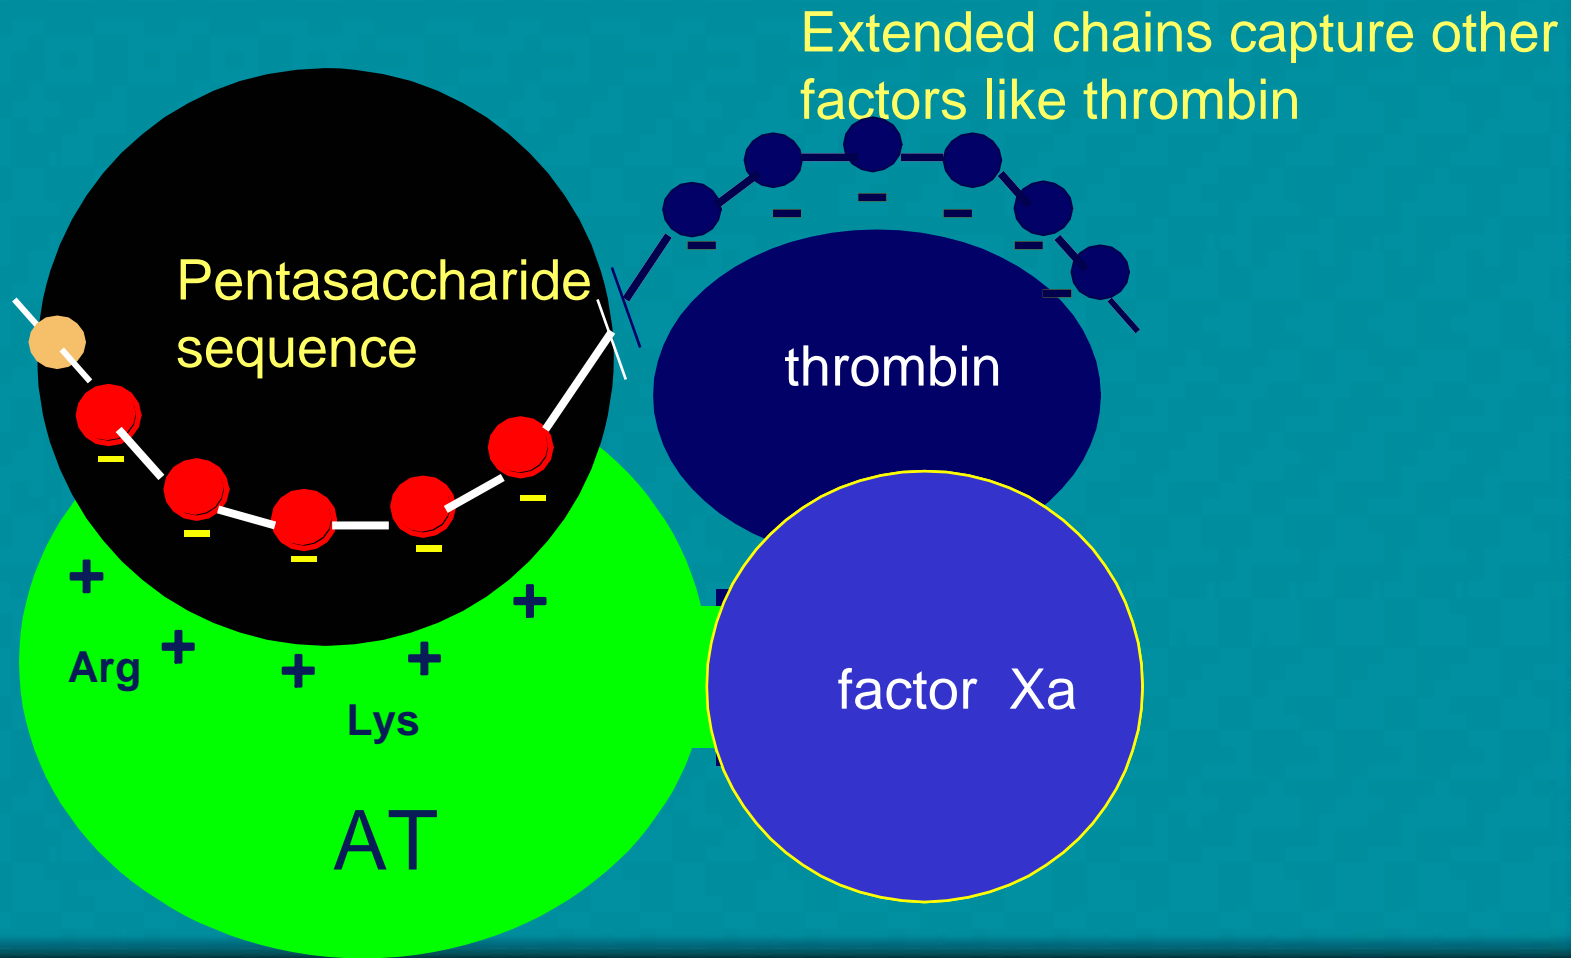 Extended chains capture other
factors like thrombin
Pentasaccharide
sequence
thrombin
+
+
+
+
+
Arg
Lys
factor Xa
AT